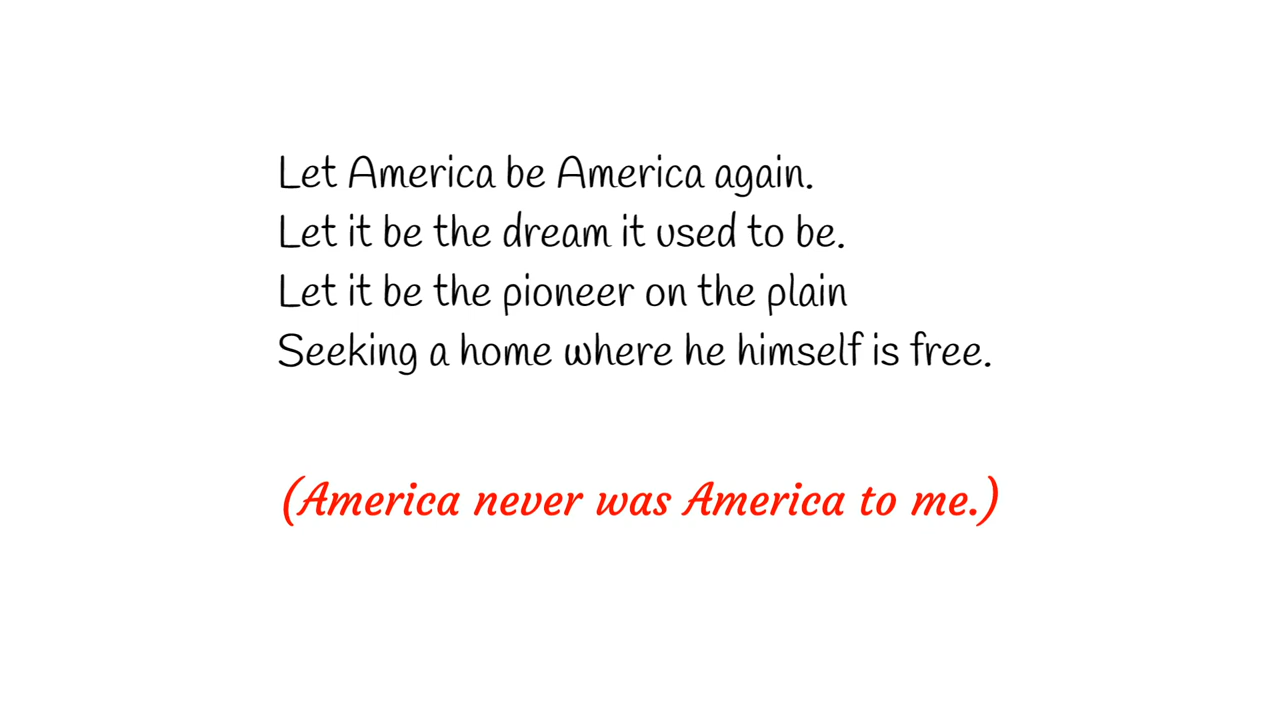 Let America be America again.
Let it be the dream it used to be.
Let it be the pioneer on the plain
Seeking a home where he himself is free.
(America never was America to me.)